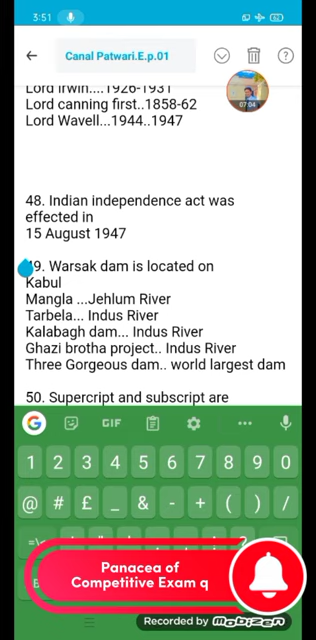 3:51
62
Canal Patwari.E.p.01
?
Lord Irwin....1926-1931
07:04
Lord canning first..1858-62
Lord Wavell...1944..1947
48. Indian independence act was
effected in
15 August 1947
49. Warsak dam is located on
Kabul
Mangla ...Jehlum River
Tarbela... Indus River
Kalabagh dam... Indus River
Ghazi brotha project.. Indus River
Three Gorgeous dam.. world largest dam
50. Supercript and subscript are
G GIF ...
1 2 3 4 5 6 7 8 9 0
@ # £ _ & - + ( ) /
Panacea of
Competitive Exam q
Recorded by mobizen